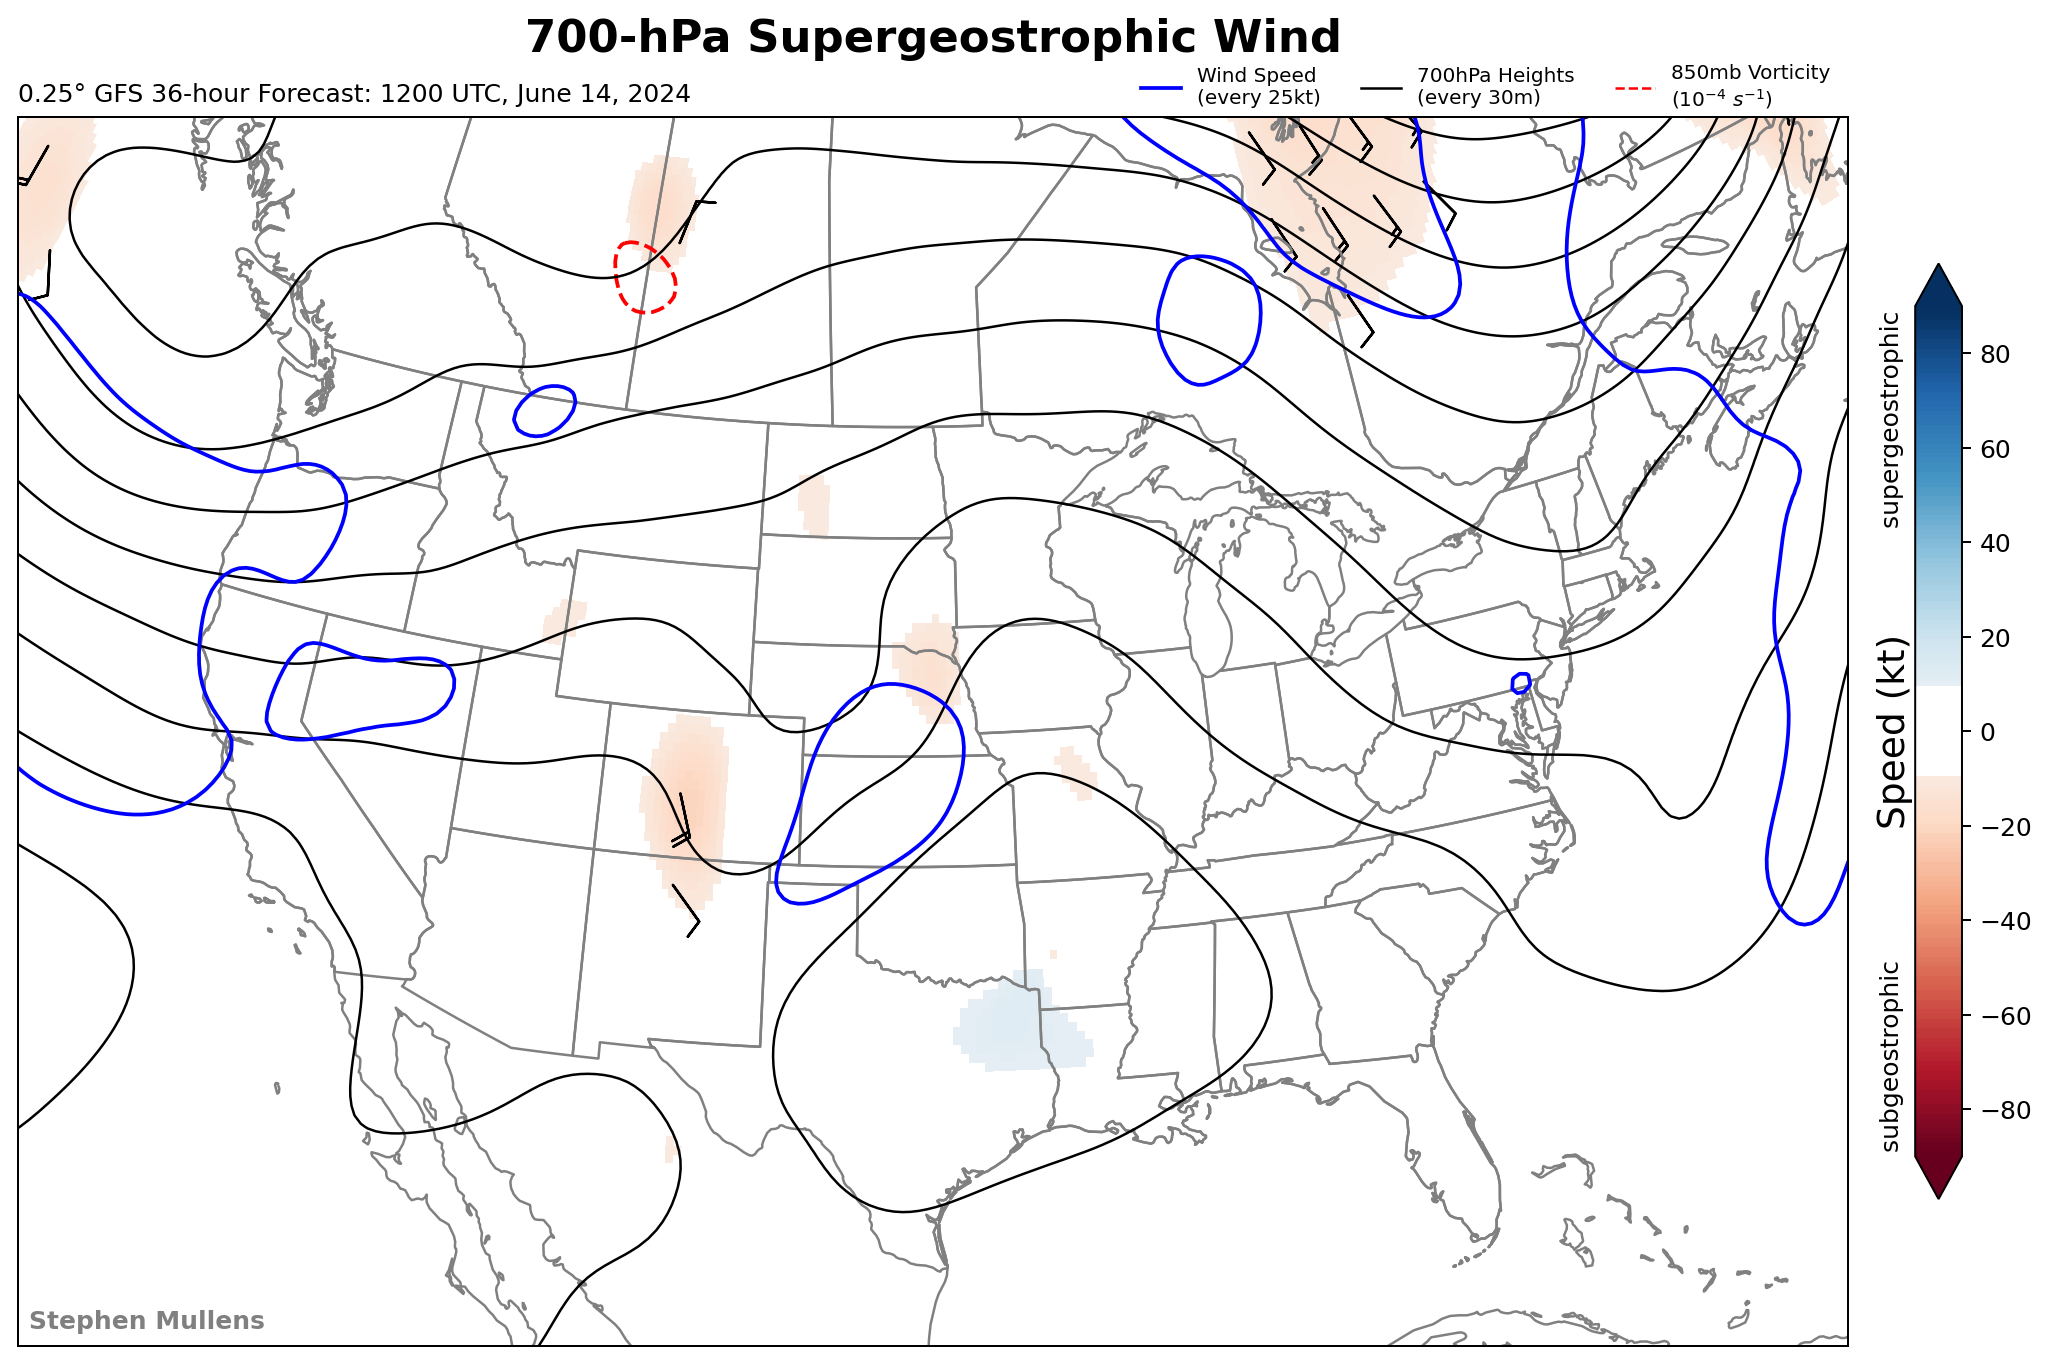 700-hPa Supergeostrophic Wind
0.25° GFS 36-hour Forecast: 1200 UTC, June 14, 2024
Wind Speed
(every 25kt)
700hPa Heights
(every 30m)
850mb Vorticity
(10⁻⁴ s⁻¹)
supergeostrophic
Speed (kt)
subgeostrophic
80
60
40
20
0
−20
−40
−60
−80
Stephen Mullens